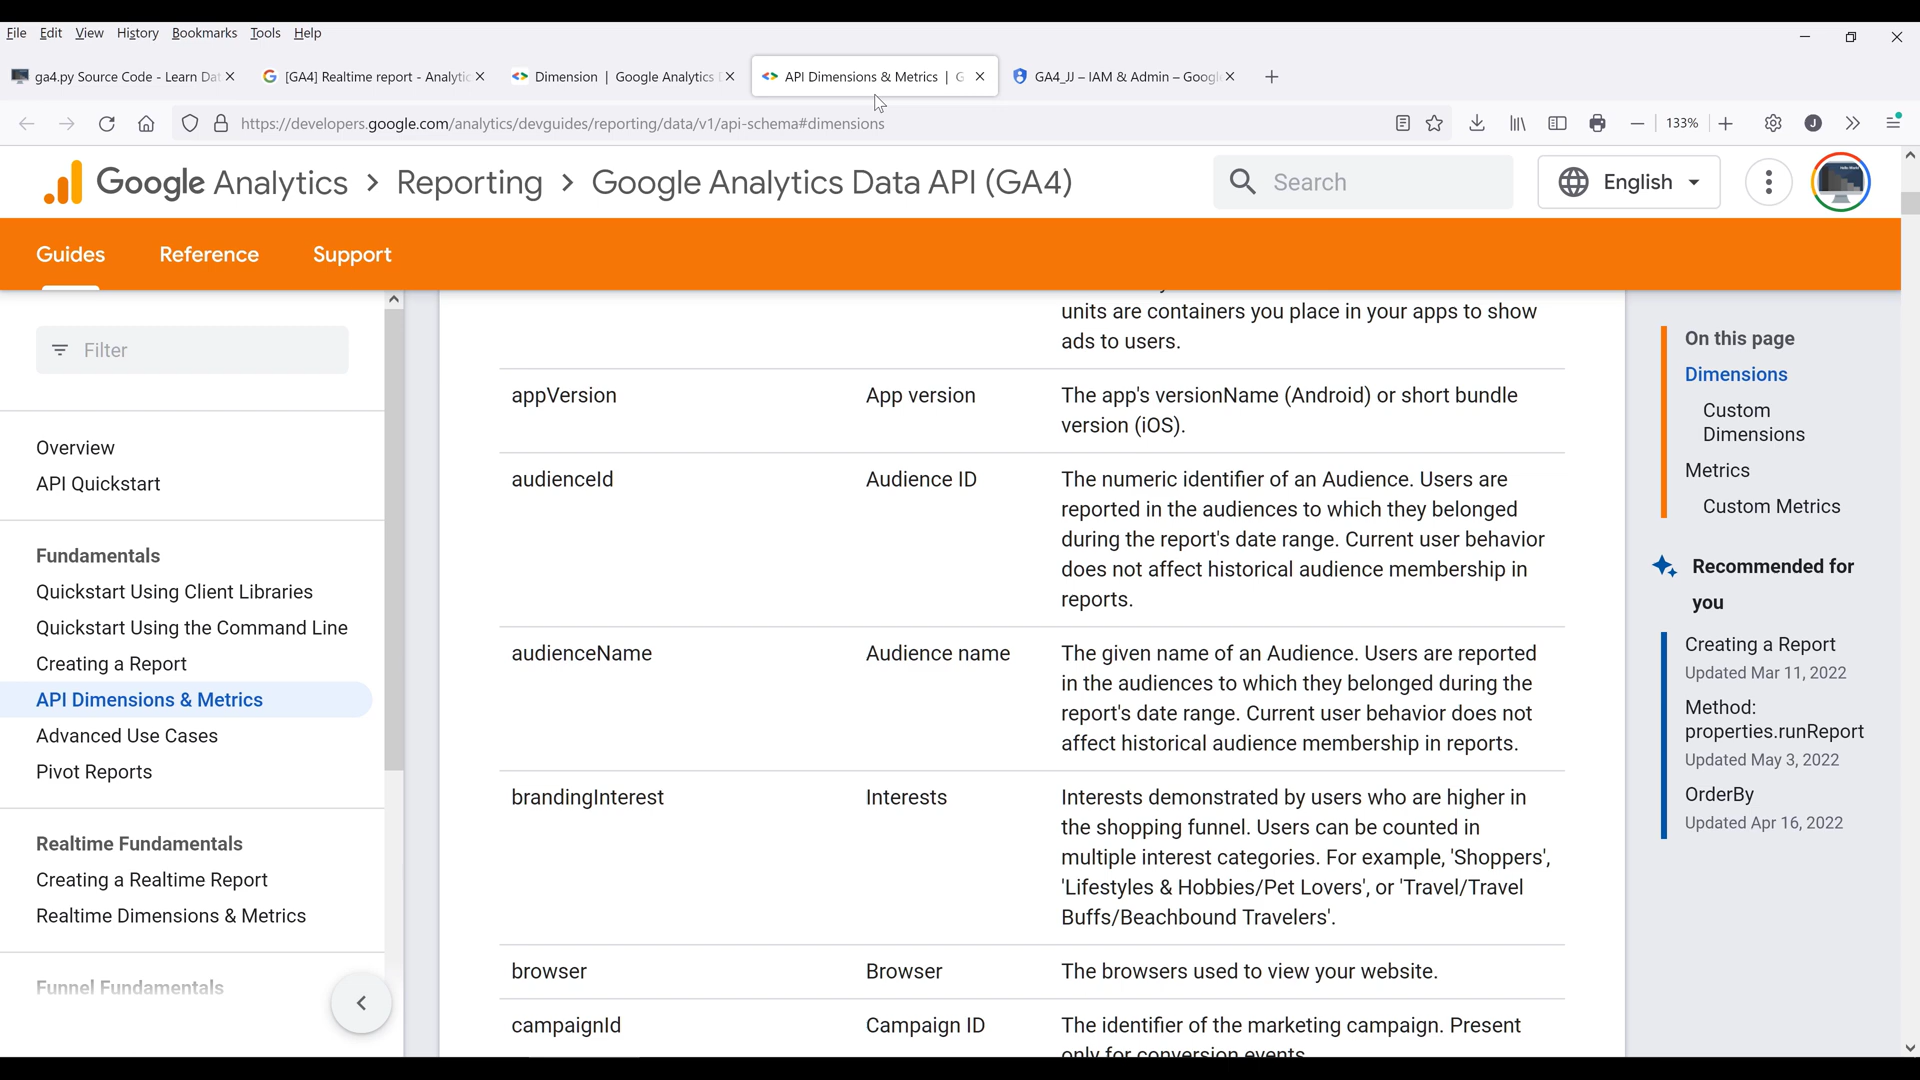 File Edit View History Bookmarks Tools Help
ga4.py Source Code - Learn Dat
[GA4] Realtime report - Analytic
Dimension | Google Analytics
API Dimensions & Metrics | G
GA4_JJ – IAM & Admin – Googl
https://developers.google.com/analytics/devguides/reporting/data/v1/api-schema#dimensions
133%
J
Google Analytics > Reporting > Google Analytics Data API (GA4)
Search
English
Guides Reference Support
Filter
Overview
API Quickstart
Fundamentals
Quickstart Using Client Libraries
Quickstart Using the Command Line
Creating a Report
API Dimensions & Metrics
Advanced Use Cases
Pivot Reports
Realtime Fundamentals
Creating a Realtime Report
Realtime Dimensions & Metrics
Funnel Fundamentals
units are containers you place in your apps to show
ads to users.
appVersion App version The app's versionName (Android) or short bundle
version (iOS).
audienceId Audience ID The numeric identifier of an Audience. Users are
reported in the audiences to which they belonged
during the report's date range. Current user behavior
does not affect historical audience membership in
reports.
audienceName Audience name The given name of an Audience. Users are reported
in the audiences to which they belonged during the
report's date range. Current user behavior does not
affect historical audience membership in reports.
brandingInterest Interests Interests demonstrated by users who are higher in
the shopping funnel. Users can be counted in
multiple interest categories. For example, 'Shoppers',
'Lifestyles & Hobbies/Pet Lovers', or 'Travel/Travel
Buffs/Beachbound Travelers'.
browser Browser The browsers used to view your website.
campaignId Campaign ID The identifier of the marketing campaign. Present
only for conversion events.
On this page
Dimensions
Custom
Dimensions
Metrics
Custom Metrics
Recommended for
you
Creating a Report
Updated Mar 11, 2022
Method:
properties.runReport
Updated May 3, 2022
OrderBy
Updated Apr 16, 2022